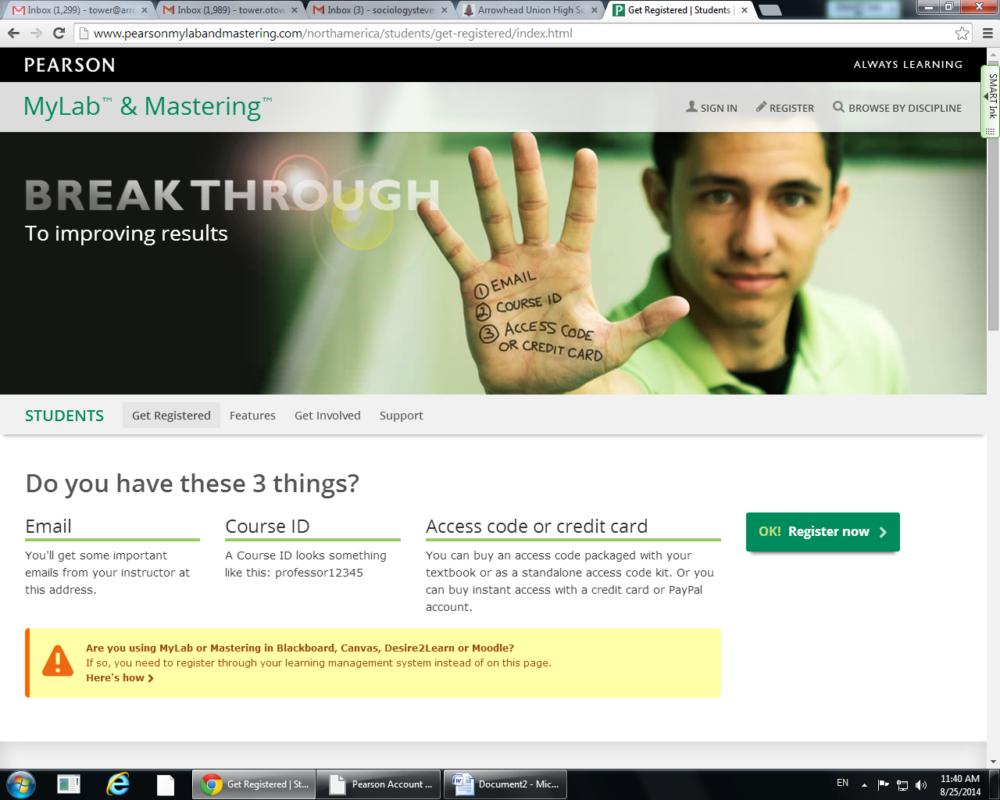 Inbox (1,299) - tower@arro
Inbox (1,989) - tower.otow
Inbox (3) - sociologysteve
Arrowhead Union High Sc
Get Registered | Students |
www.pearsonmylabandmastering.com/northamerica/students/get-registered/index.html
PEARSON
ALWAYS LEARNING
SMART Ink
MyLab™ & Mastering™
SIGN IN
REGISTER
BROWSE BY DISCIPLINE
BREAKTHROUGH
To improving results
1 EMAIL
2 COURSE ID
3 ACCESS CODE
OR CREDIT CARD
STUDENTS
Get Registered
Features
Get Involved
Support
Do you have these 3 things?
Email
You'll get some important
emails from your instructor at
this address.
Course ID
A Course ID looks something
like this: professor12345
Access code or credit card
You can buy an access code packaged with your
textbook or as a standalone access code kit. Or you
can buy instant access with a credit card or PayPal
account.
OK! Register now
Are you using MyLab or Mastering in Blackboard, Canvas, Desire2Learn or Moodle?
If so, you need to register through your learning management system instead of on this page.
Here's how
Get Registered | St...
Pearson Account ...
Document2 - Mic...
EN
11:40 AM
8/25/2014